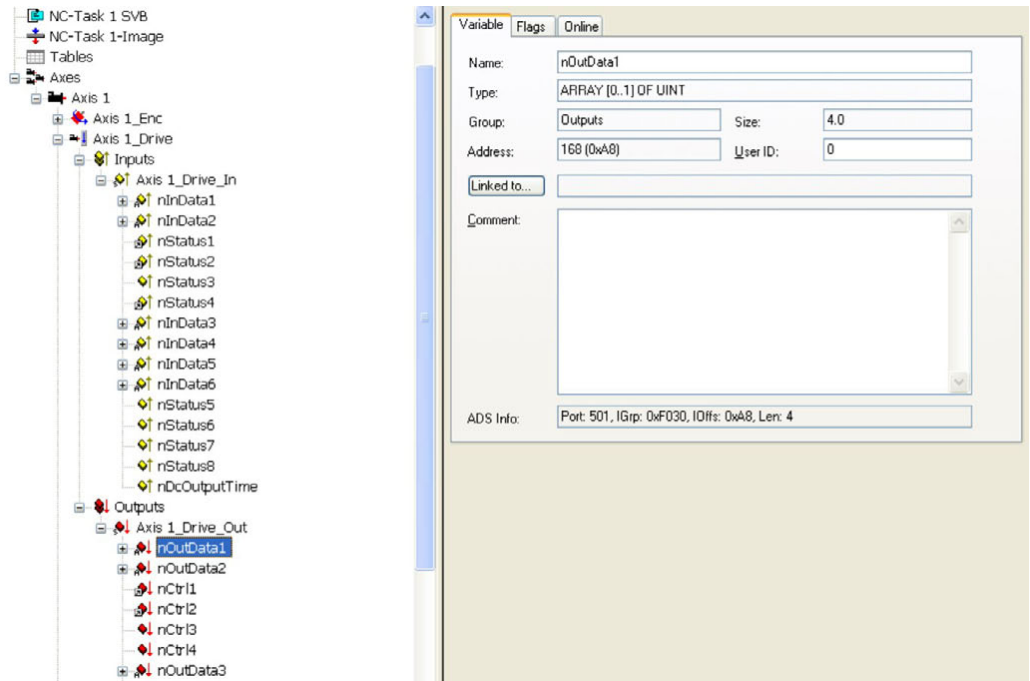 NC-Task 1 SVB
NC-Task 1-Image
Tables
Axes
Axis 1
Axis 1_Enc
Axis 1_Drive
Inputs
Axis 1_Drive_In
nInData1
nInData2
nStatus1
nStatus2
nStatus3
nStatus4
nInData3
nInData4
nInData5
nInData6
nStatus5
nStatus6
nStatus7
nStatus8
nDcOutputTime
Outputs
Axis 1_Drive_Out
nOutData1
nOutData2
nCtrl1
nCtrl2
nCtrl3
nCtrl4
nOutData3
Variable Flags Online
Name: nOutData1
Type: ARRAY [0..1] OF UINT
Group: Outputs Size: 4.0
Address: 168 (0xA8) User ID: 0
Linked to...
Comment:
ADS Info: Port: 501, IGrp: 0xF030, IOffs: 0xA8, Len: 4